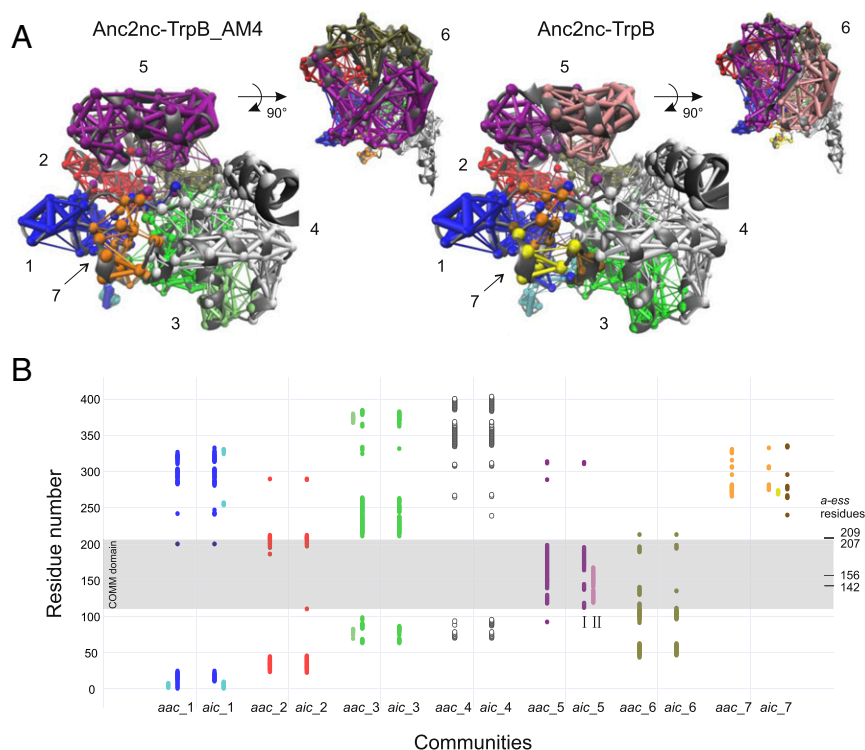 A
Anc2nc-TrpB_AM4
Anc2nc-TrpB
6
6
5
5
90°
90°
2
2
4
4
1
1
7
7
3
3
B
400
350
300
250
200
150
100
50
0
Residue number
COMM domain
I II
a-ess
residues
209
207
156
142
aac_1 aic_1 aac_2 aic_2 aac_3 aic_3 aac_4 aic_4 aac_5 aic_5 aac_6 aic_6 aac_7 aic_7
Communities